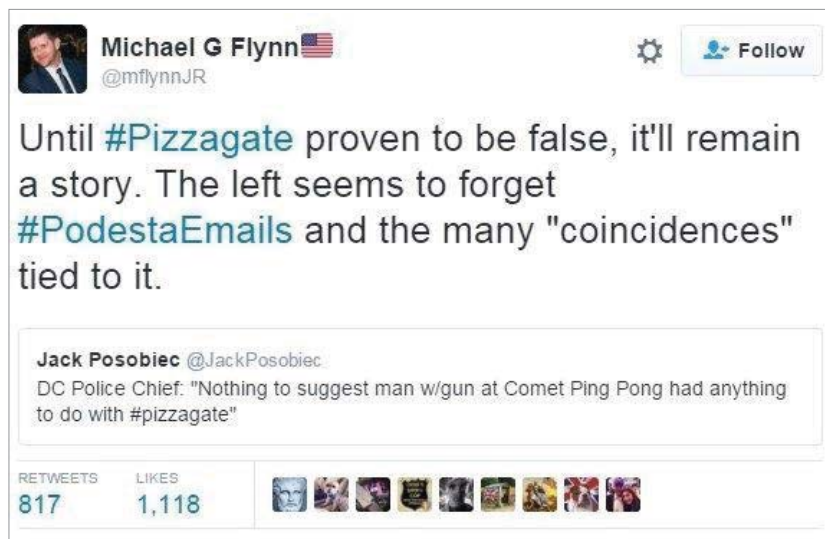 Michael G Flynn🇺🇸
@mflynnJR
Follow
Until #Pizzagate proven to be false, it'll remain
a story. The left seems to forget
#PodestaEmails and the many "coincidences"
tied to it.
Jack Posobiec @JackPosobiec
DC Police Chief: "Nothing to suggest man w/gun at Comet Ping Pong had anything
to do with #pizzagate"
RETWEETS LIKES
817 1,118